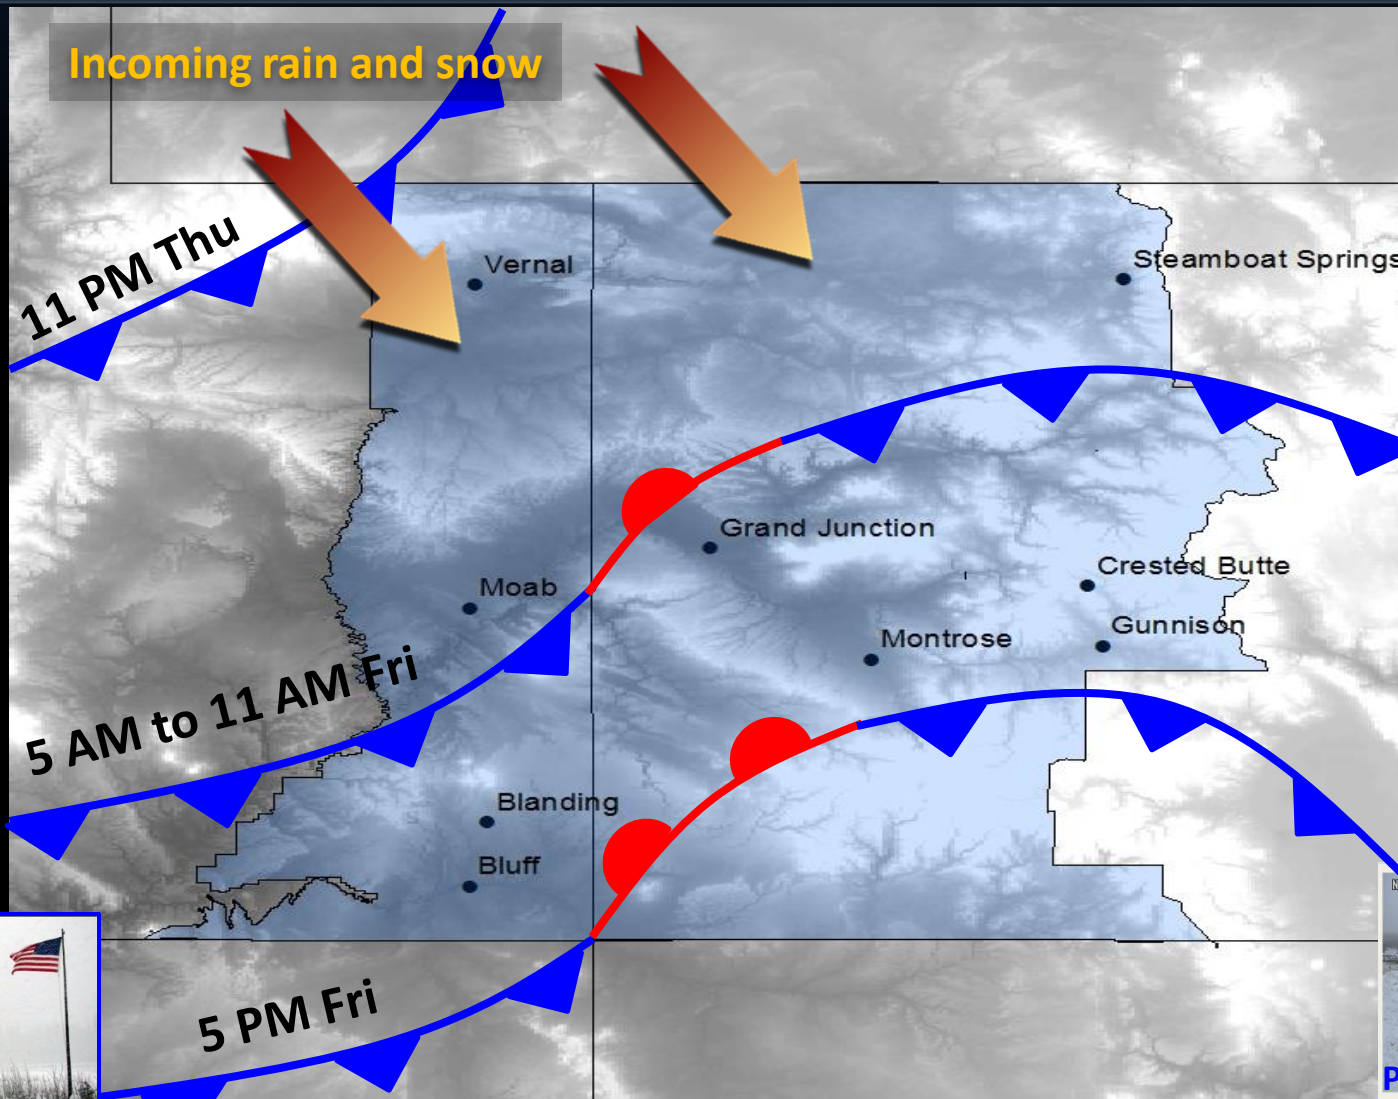 Incoming rain and snow
11 PM Thu
Vernal
Steamboat Springs
Grand Junction
Crested Butte
Moab
Gunnison
Montrose
5 AM to 11 AM Fri
Blanding
Bluff
5 PM Fri